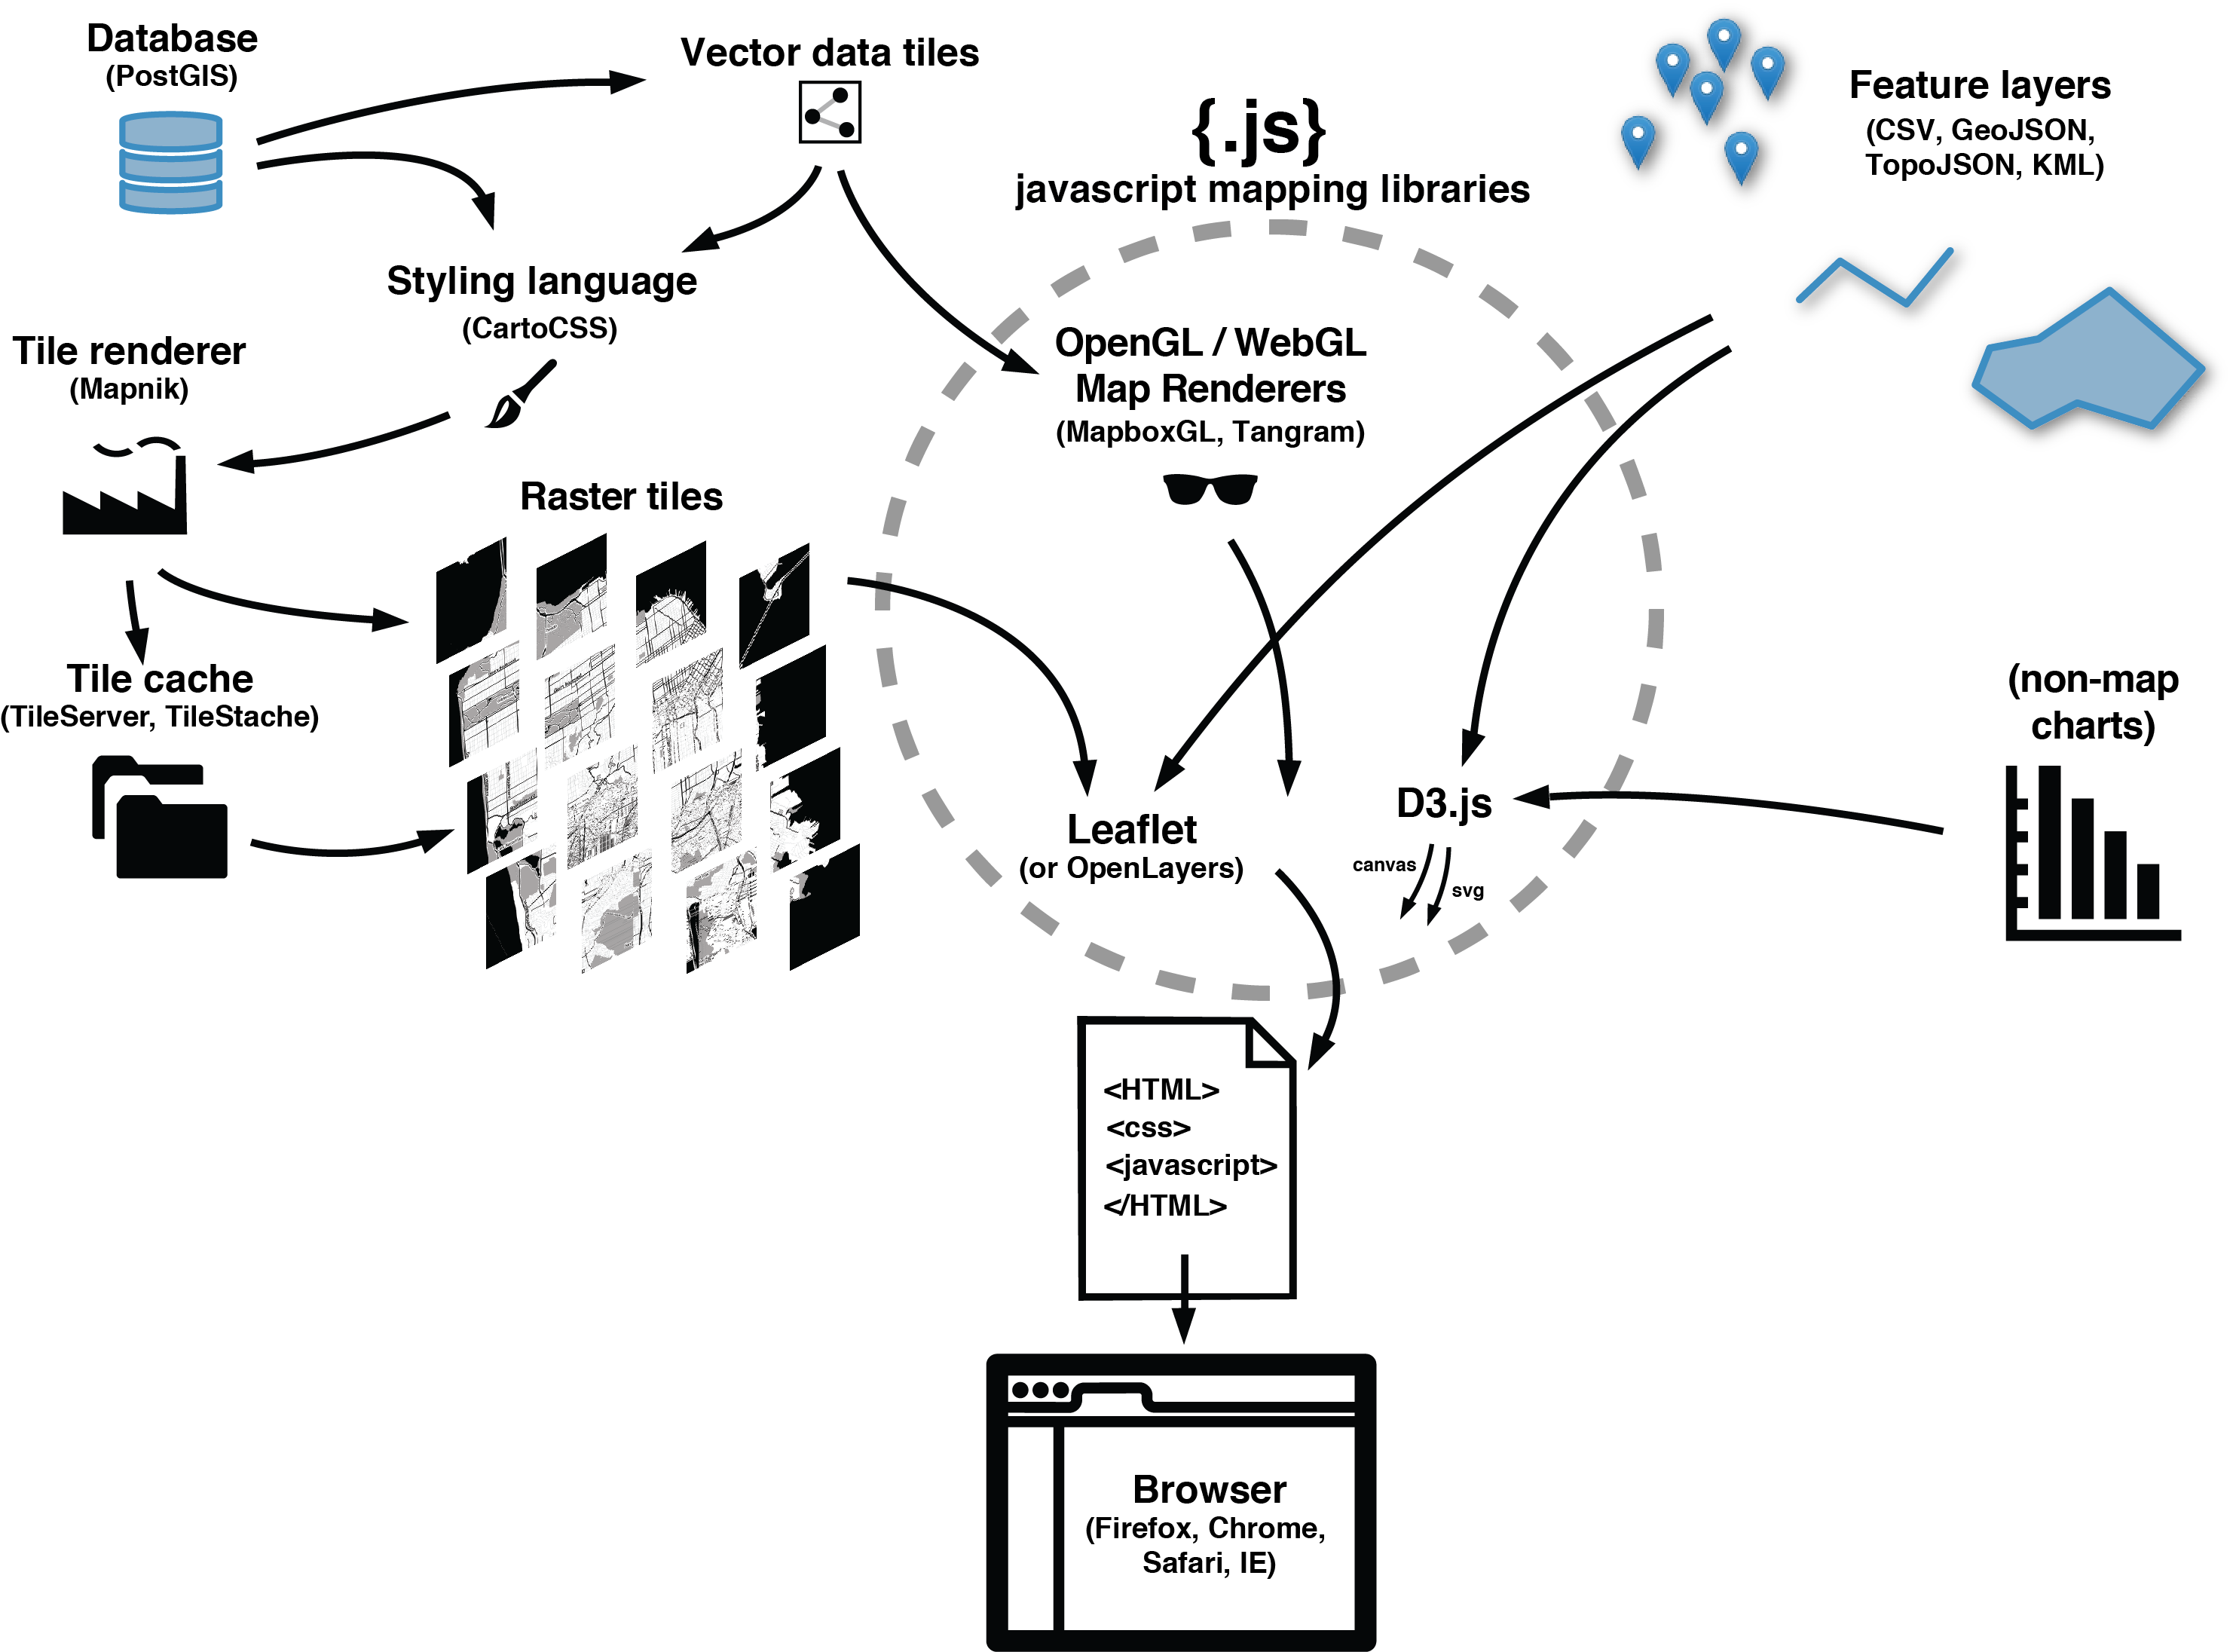 Database
(PostGIS)
Vector data tiles
{.js}
javascript mapping libraries
Feature layers
(CSV, GeoJSON,
TopoJSON, KML)
Styling language
(CartoCSS)
Tile renderer
(Mapnik)
OpenGL / WebGL
Map Renderers
(MapboxGL, Tangram)
Raster tiles
Tile cache
(TileServer, TileStache)
(non-map
charts)
Leaflet
(or OpenLayers)
D3.js
canvas
svg
<HTML>
<css>
<javascript>
</HTML>
Browser
(Firefox, Chrome,
Safari, IE)